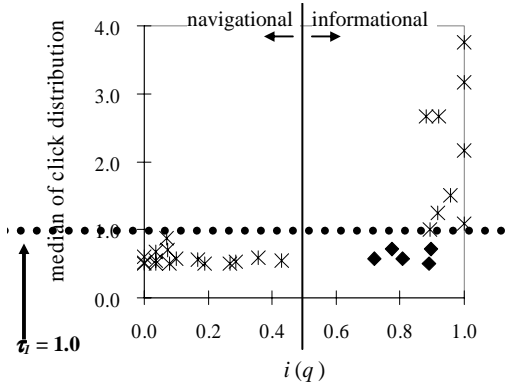 navigational
informational
4.0
3.0
2.0
1.0
0.0
median of click distribution
0.0 0.2 0.4 0.6 0.8 1.0
i(q)
τI = 1.0